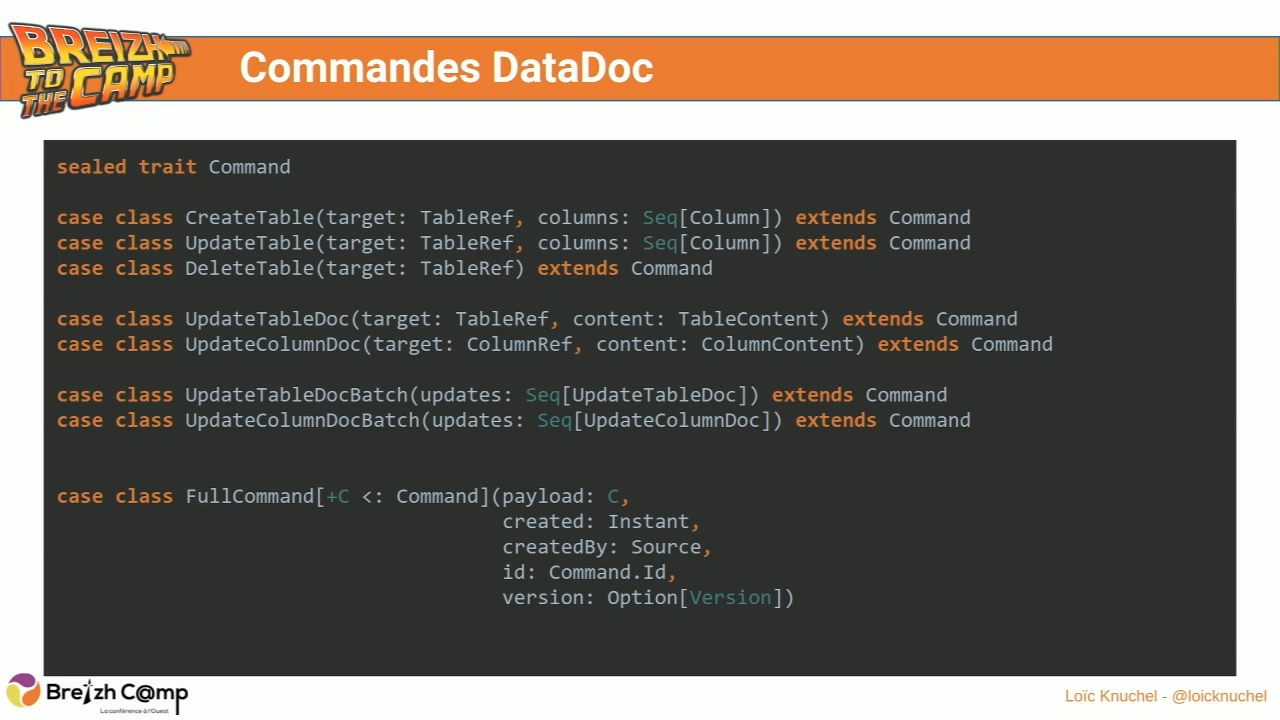 BREIZH
TO THE CAMP
Commandes DataDoc
sealed trait Command
case class CreateTable(target: TableRef, columns: Seq[Column]) extends Command
case class UpdateTable(target: TableRef, columns: Seq[Column]) extends Command
case class DeleteTable(target: TableRef) extends Command
case class UpdateTableDoc(target: TableRef, content: TableContent) extends Command
case class UpdateColumnDoc(target: ColumnRef, content: ColumnContent) extends Command
case class UpdateTableDocBatch(updates: Seq[UpdateTableDoc]) extends Command
case class UpdateColumnDocBatch(updates: Seq[UpdateColumnDoc]) extends Command
case class FullCommand[+C <: Command](payload: C,
created: Instant,
createdBy: Source,
id: Command.Id,
version: Option[Version])
Breizh C@mp
La conférence à l'Ouest
Loïc Knuchel - @loicknuchel